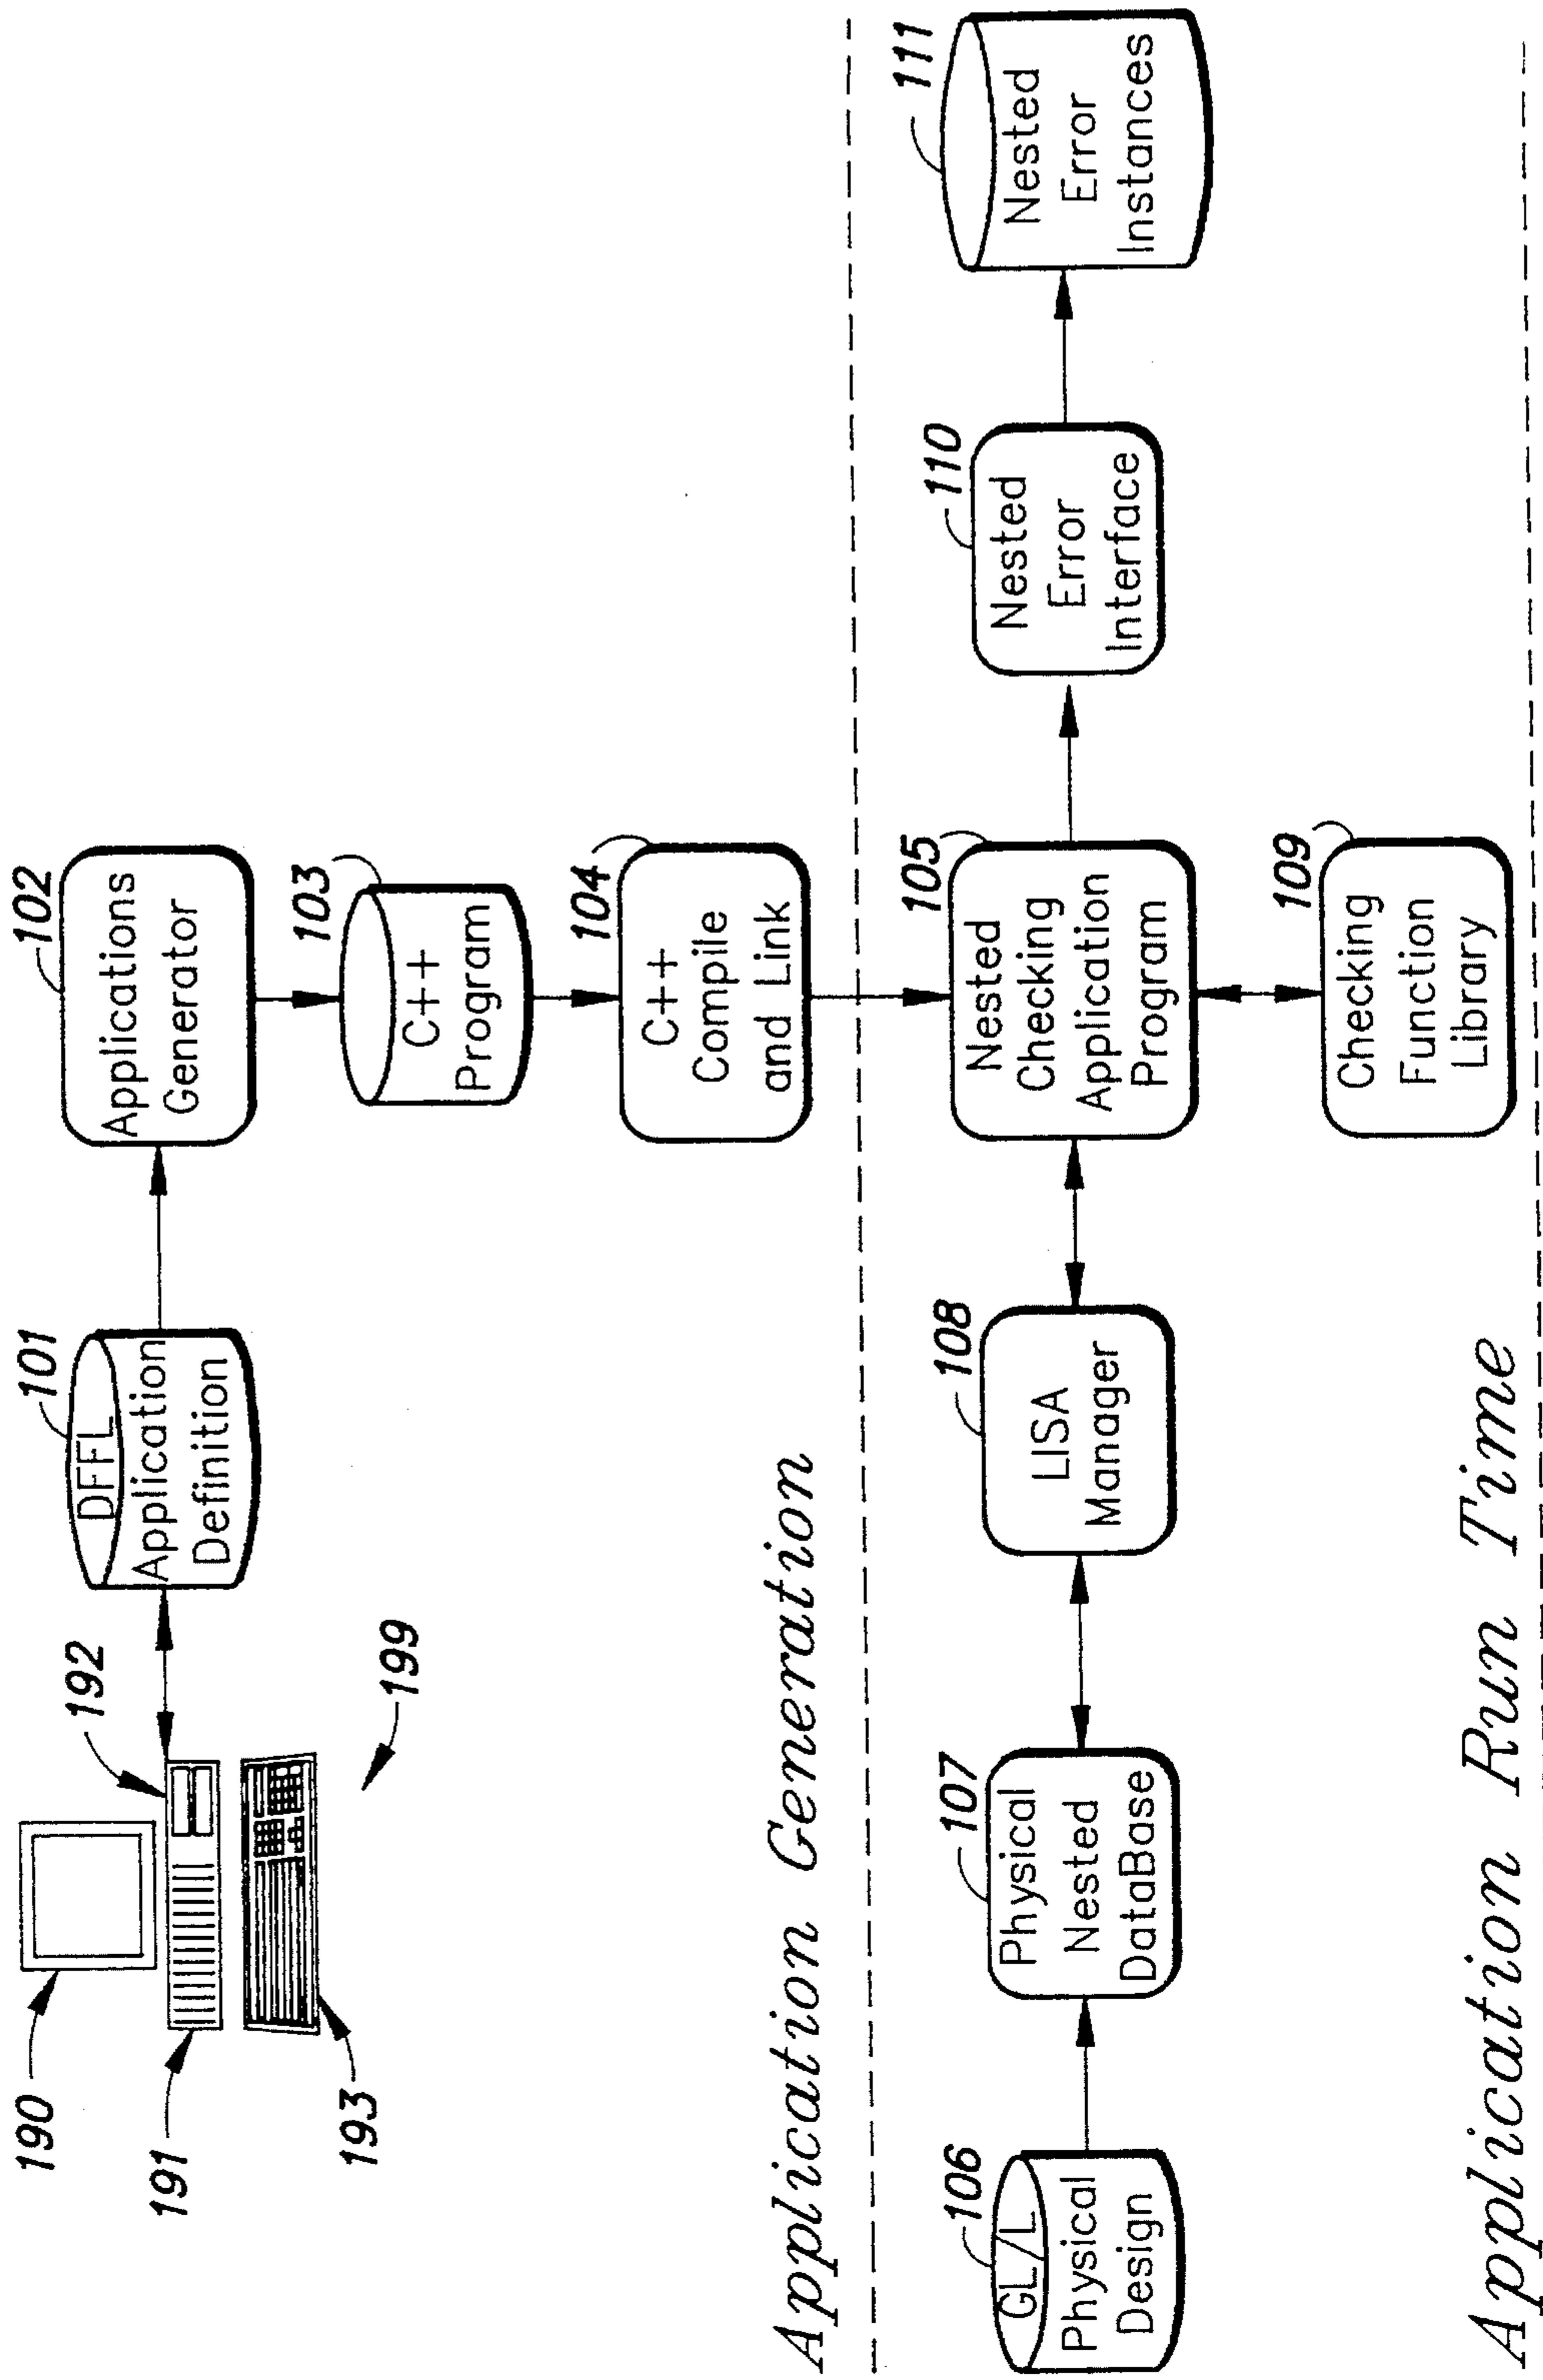 190
191
192
193
199
101
DFFL
Application
Definition
102
Applications
Generator
103
C++
Program
104
C++
Compile
and Link
Application Generation
106
GL/L
Physical
Design
107
Physical
Nested
DataBase
108
LISA
Manager
105
Nested
Checking
Application
Program
110
Nested
Error
Interface
111
Nested
Error
Instances
109
Checking
Function
Library
Application Run Time